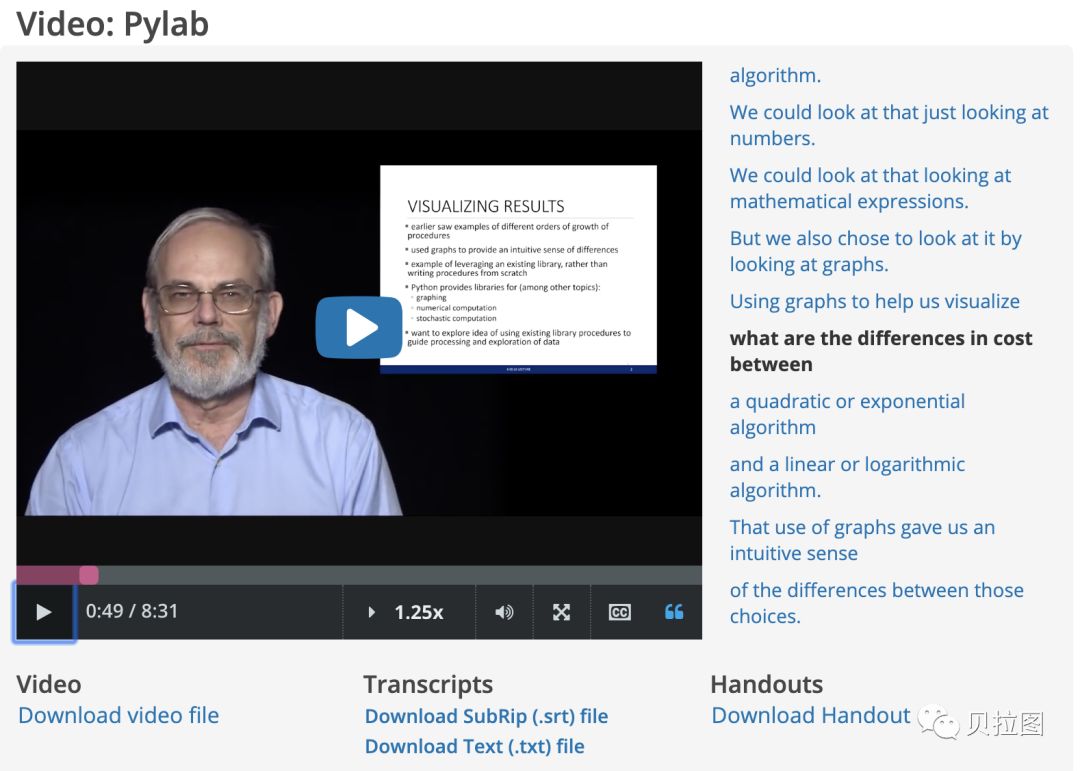 Video: Pylab
VISUALIZING RESULTS
▪ earlier saw examples of different orders of growth of
procedures
▪ used graphs to provide an intuitive sense of differences
▪ example of leveraging an existing library, rather than
writing procedures from scratch
▪ Python provides libraries for (among other topics):
◦ graphing
◦ numerical computation
◦ stochastic computation
▪ want to explore idea of using existing library procedures to
guide processing and exploration of data
algorithm.
We could look at that just looking at
numbers.
We could look at that looking at
mathematical expressions.
But we also chose to look at it by
looking at graphs.
Using graphs to help us visualize
what are the differences in cost
between
a quadratic or exponential
algorithm
and a linear or logarithmic
algorithm.
That use of graphs gave us an
intuitive sense
of the differences between those
choices.
0:49 / 8:31
1.25x
CC
Video
Download video file
Transcripts
Download SubRip (.srt) file
Download Text (.txt) file
Handouts
Download Handout
贝拉图